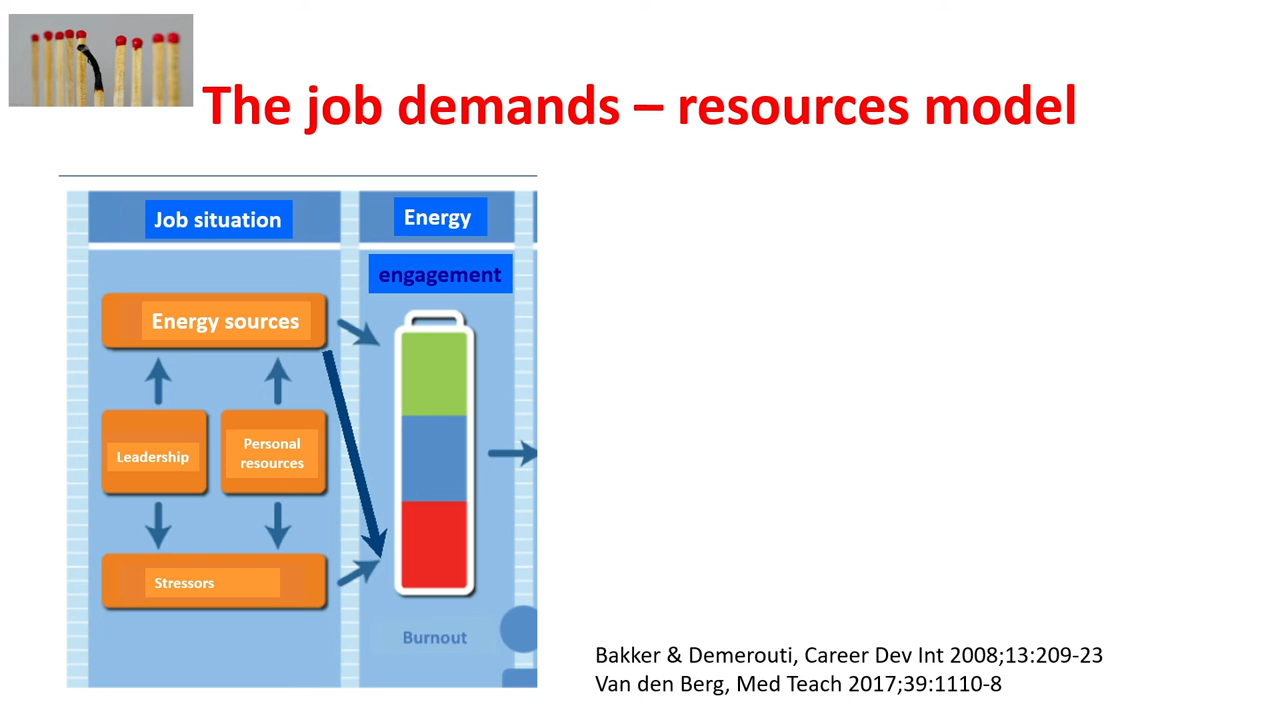 The job demands – resources model
Job situation
Energy
engagement
Energy sources
Leadership
Personal
resources
Stressors
Burnout
Bakker & Demerouti, Career Dev Int 2008;13:209-23
Van den Berg, Med Teach 2017;39:1110-8